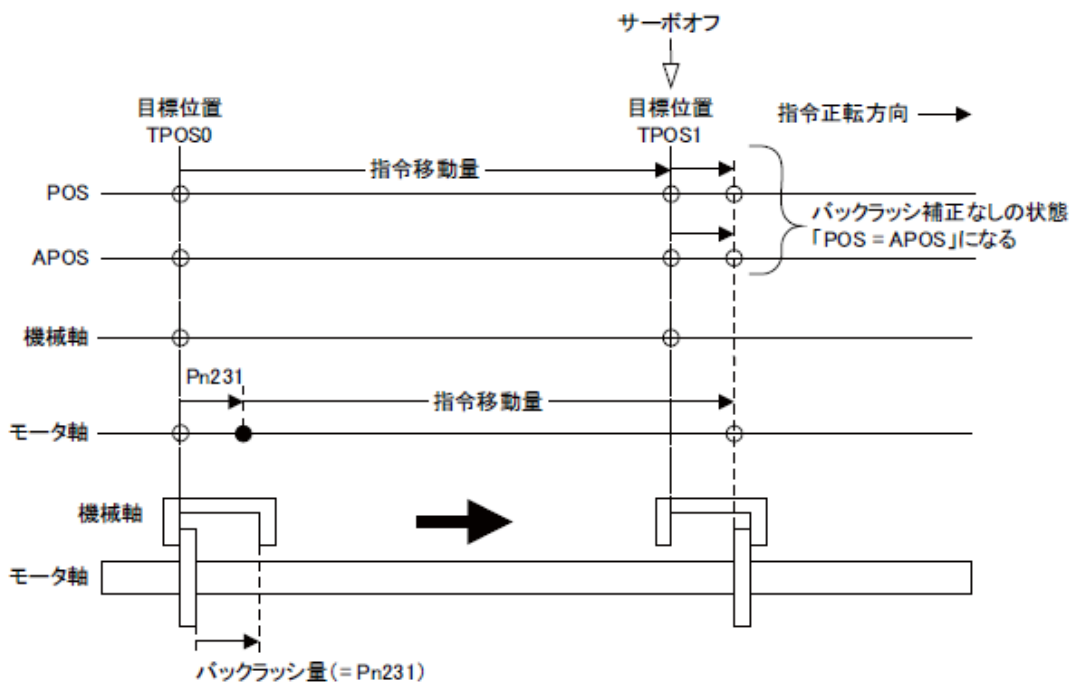 サーボオフ
目標位置
TPOS0
目標位置
TPOS1
指令正転方向
指令移動量
POS
バックラッシ補正なしの状態
「POS = APOS」になる
APOS
機械軸
Pn231
指令移動量
モータ軸
機械軸
モータ軸
バックラッシ量(= Pn231)